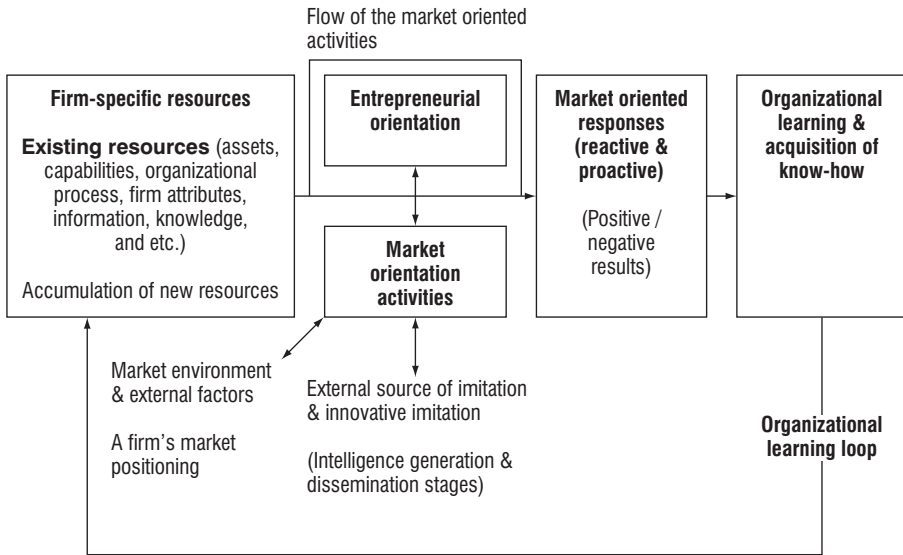 Flow of the market oriented
activities
Firm-specific resources
Existing resources (assets,
capabilities, organizational
process, firm attributes,
information, knowledge,
and etc.)
Accumulation of new resources
Entrepreneurial
orientation
Market
orientation
activities
Market oriented
responses
(reactive &
proactive)
(Positive /
negative
results)
Organizational
learning &
acquisition of
know-how
Market environment
& external factors
A firm's market
positioning
External source of imitation
& innovative imitation
(Intelligence generation &
dissemination stages)
Organizational
learning loop